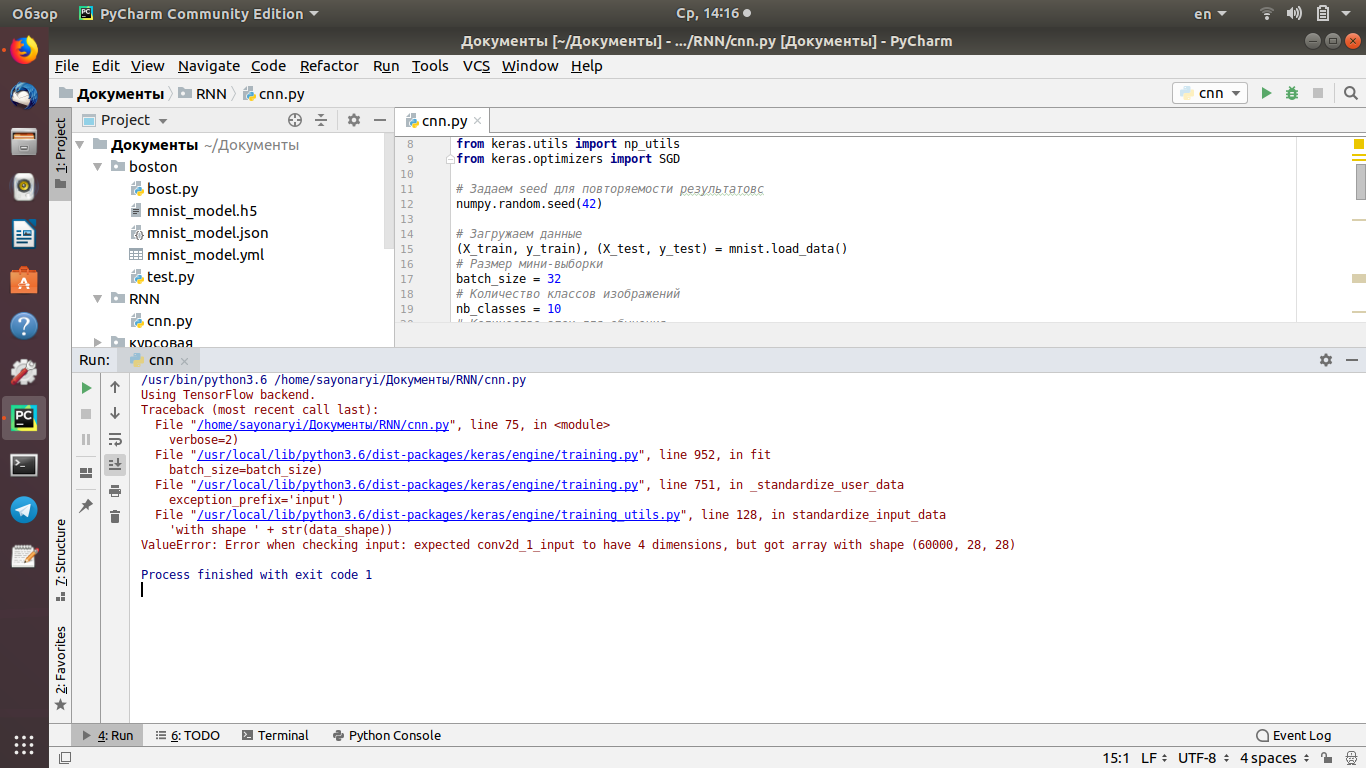 Обзор
PyCharm Community Edition
Ср, 14:16
en
Документы [~/Документы] - .../RNN/cnn.py [Документы] - PyCharm
File Edit View Navigate Code Refactor Run Tools VCS Window Help
Документы RNN cnn.py
cnn
1: Project
Project
Документы ~/Документы
boston
bost.py
mnist_model.h5
mnist_model.json
mnist_model.yml
test.py
RNN
cnn.py
курсовая
cnn.py
8 from keras.utils import np_utils
9 from keras.optimizers import SGD
10
11 # Задаем seed для повторяемости результатовс
12 numpy.random.seed(42)
13
14 # Загружаем данные
15 (X_train, y_train), (X_test, y_test) = mnist.load_data()
16 # Размер мини-выборки
17 batch_size = 32
18 # Количество классов изображений
19 nb_classes = 10
Run: cnn
/usr/bin/python3.6 /home/sayonaryi/Документы/RNN/cnn.py
Using TensorFlow backend.
Traceback (most recent call last):
File "/home/sayonaryi/Документы/RNN/cnn.py", line 75, in <module>
verbose=2)
File "/usr/local/lib/python3.6/dist-packages/keras/engine/training.py", line 952, in fit
batch_size=batch_size)
File "/usr/local/lib/python3.6/dist-packages/keras/engine/training.py", line 751, in _standardize_user_data
exception_prefix='input')
File "/usr/local/lib/python3.6/dist-packages/keras/engine/training_utils.py", line 128, in standardize_input_data
'with shape ' + str(data_shape))
ValueError: Error when checking input: expected conv2d_1_input to have 4 dimensions, but got array with shape (60000, 28, 28)
Process finished with exit code 1
7: Structure
2: Favorites
4: Run 6: TODO Terminal Python Console Event Log
15:1 LF UTF-8 4 spaces